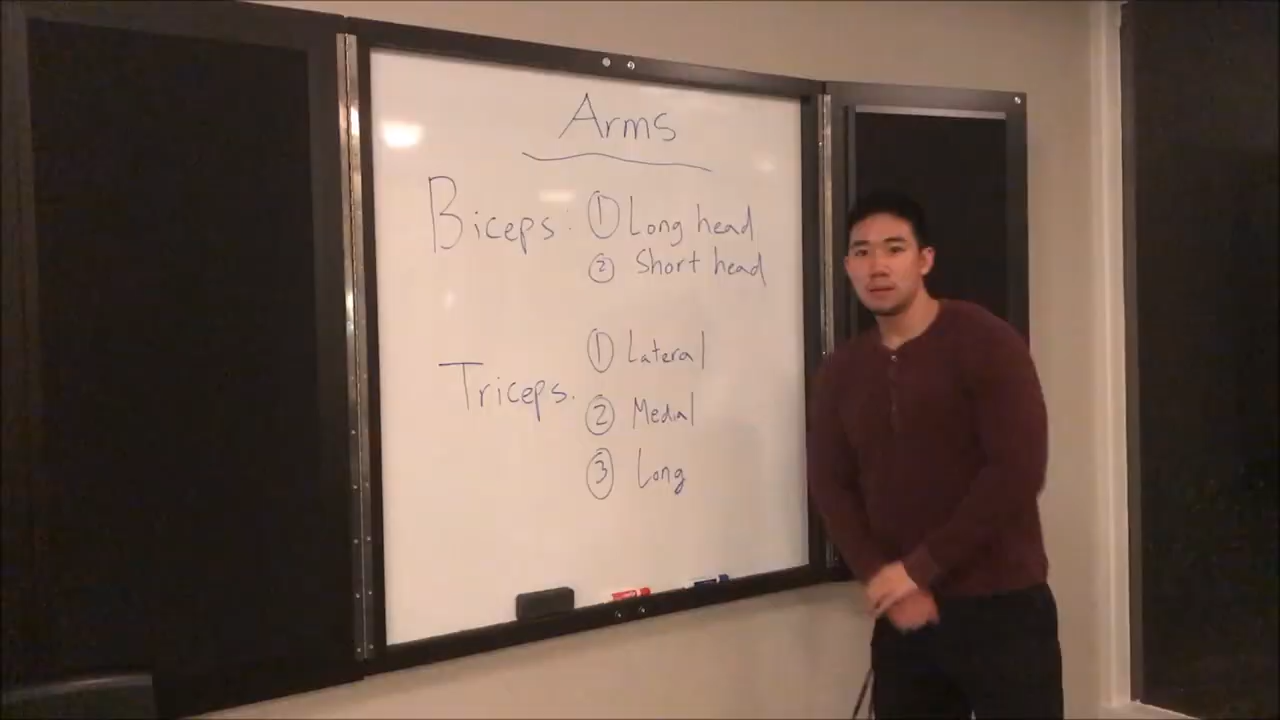 Arms
Biceps: ① Long head
② Short head
① Lateral
Triceps.
② Medial
③ Long